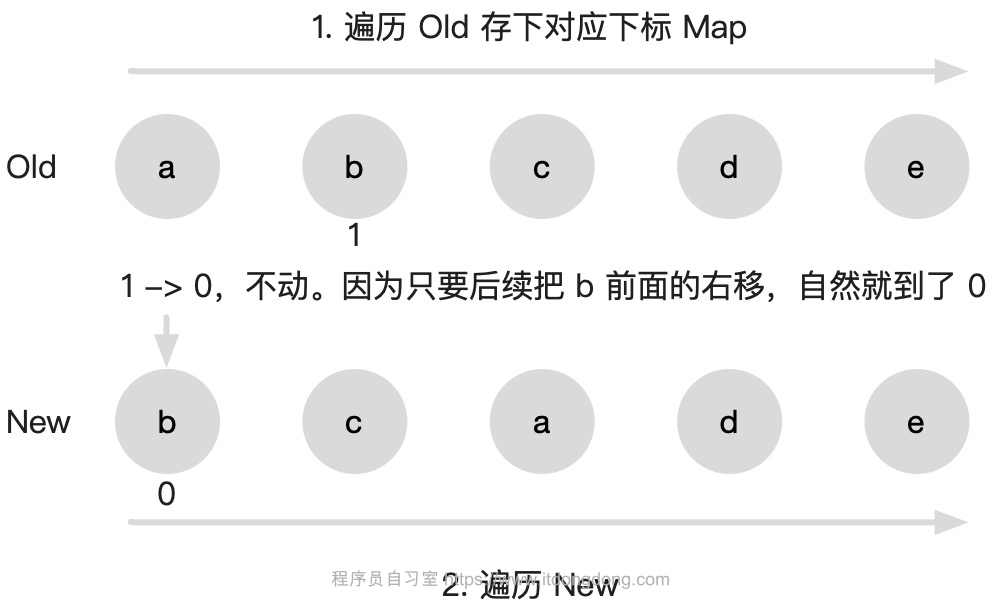 1. 遍历 Old 存下对应下标 Map
Old a b c d e
1
1 –> 0，不动。因为只要后续把 b 前面的右移，自然就到了 0
New b c a d e
0
程序员自习室 https://www.itdongdong.com
2. 遍历 New